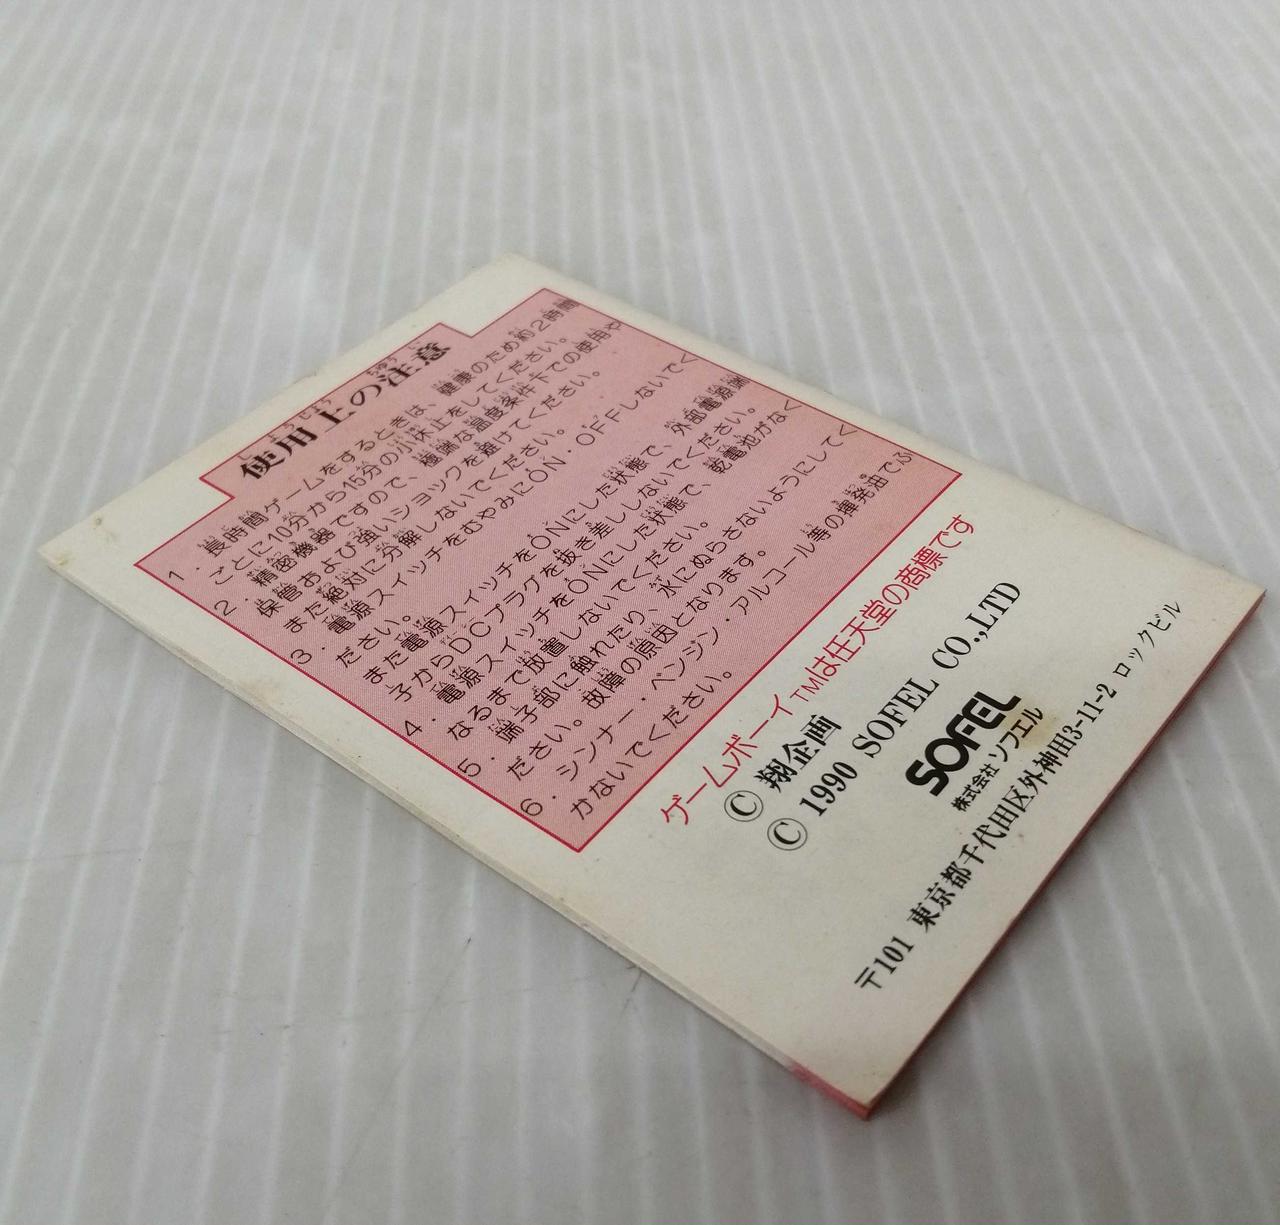 使用上の注意
1．長時間ゲームをするときは、健康のため約2時間
ごとに10分から15分の小休止をしてください。
2．精密機器ですので、極端な温度条件下での使用や
保管および強いショックを避けてください。
また絶対に分解しないでください。
3．電源スイッチをむやみにON・OFFしないでく
ださい。
また電源スイッチをONにした状態で、外部電源端
子からDCプラグを抜き差ししないでください。
4．電源スイッチをONにした状態で、乾電池がなく
なるまで放置しないでください。
5．端子部に触れたり、水にぬらさないようにしてく
ださい。故障の原因となります。
6．シンナー・ベンジン・アルコール等の揮発油でふ
かないでください。
ゲームボーイTMは任天堂の商標です
Ⓒ 翔企画
Ⓒ 1990 SOFEL CO.,LTD
SOFEL
株式会社 ソフエル
〒101 東京都千代田区外神田3-11-2 ロックビル